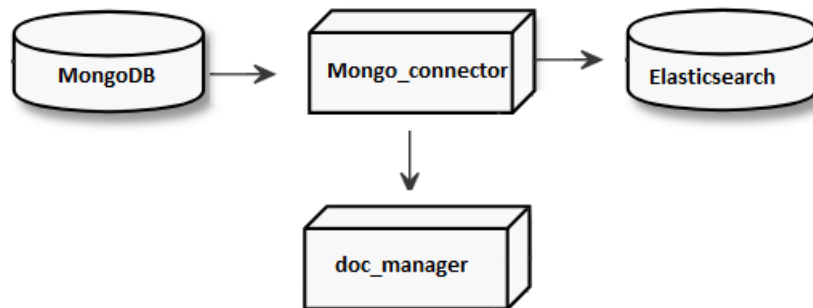 MongoDB
Mongo_connector
Elasticsearch
doc_manager